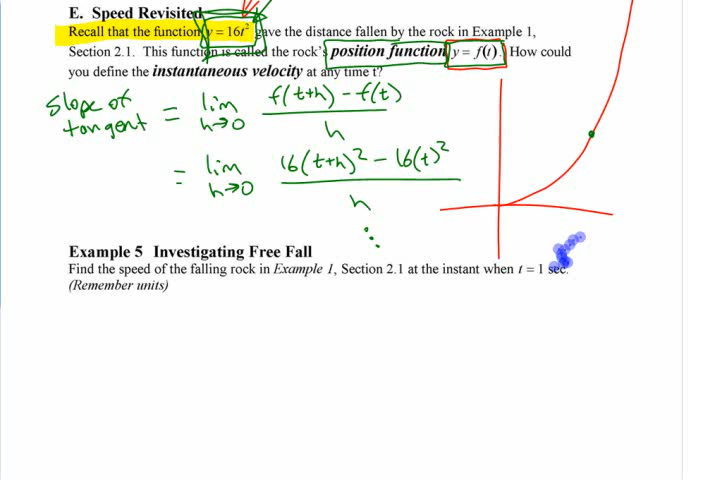 E. Speed Revisited
Recall that the function y = 16t² gave the distance fallen by the rock in Example 1,
Section 2.1. This function is called the rock's position function y = f(t). How could
you define the instantaneous velocity at any time t?
Slope of tangent = lim h→0 f(t+h) - f(t) / h
= lim h→0 16(t+h)² - 16(t)² / h
⋱
Example 5 Investigating Free Fall
Find the speed of the falling rock in Example 1, Section 2.1 at the instant when t = 1 sec.
(Remember units)